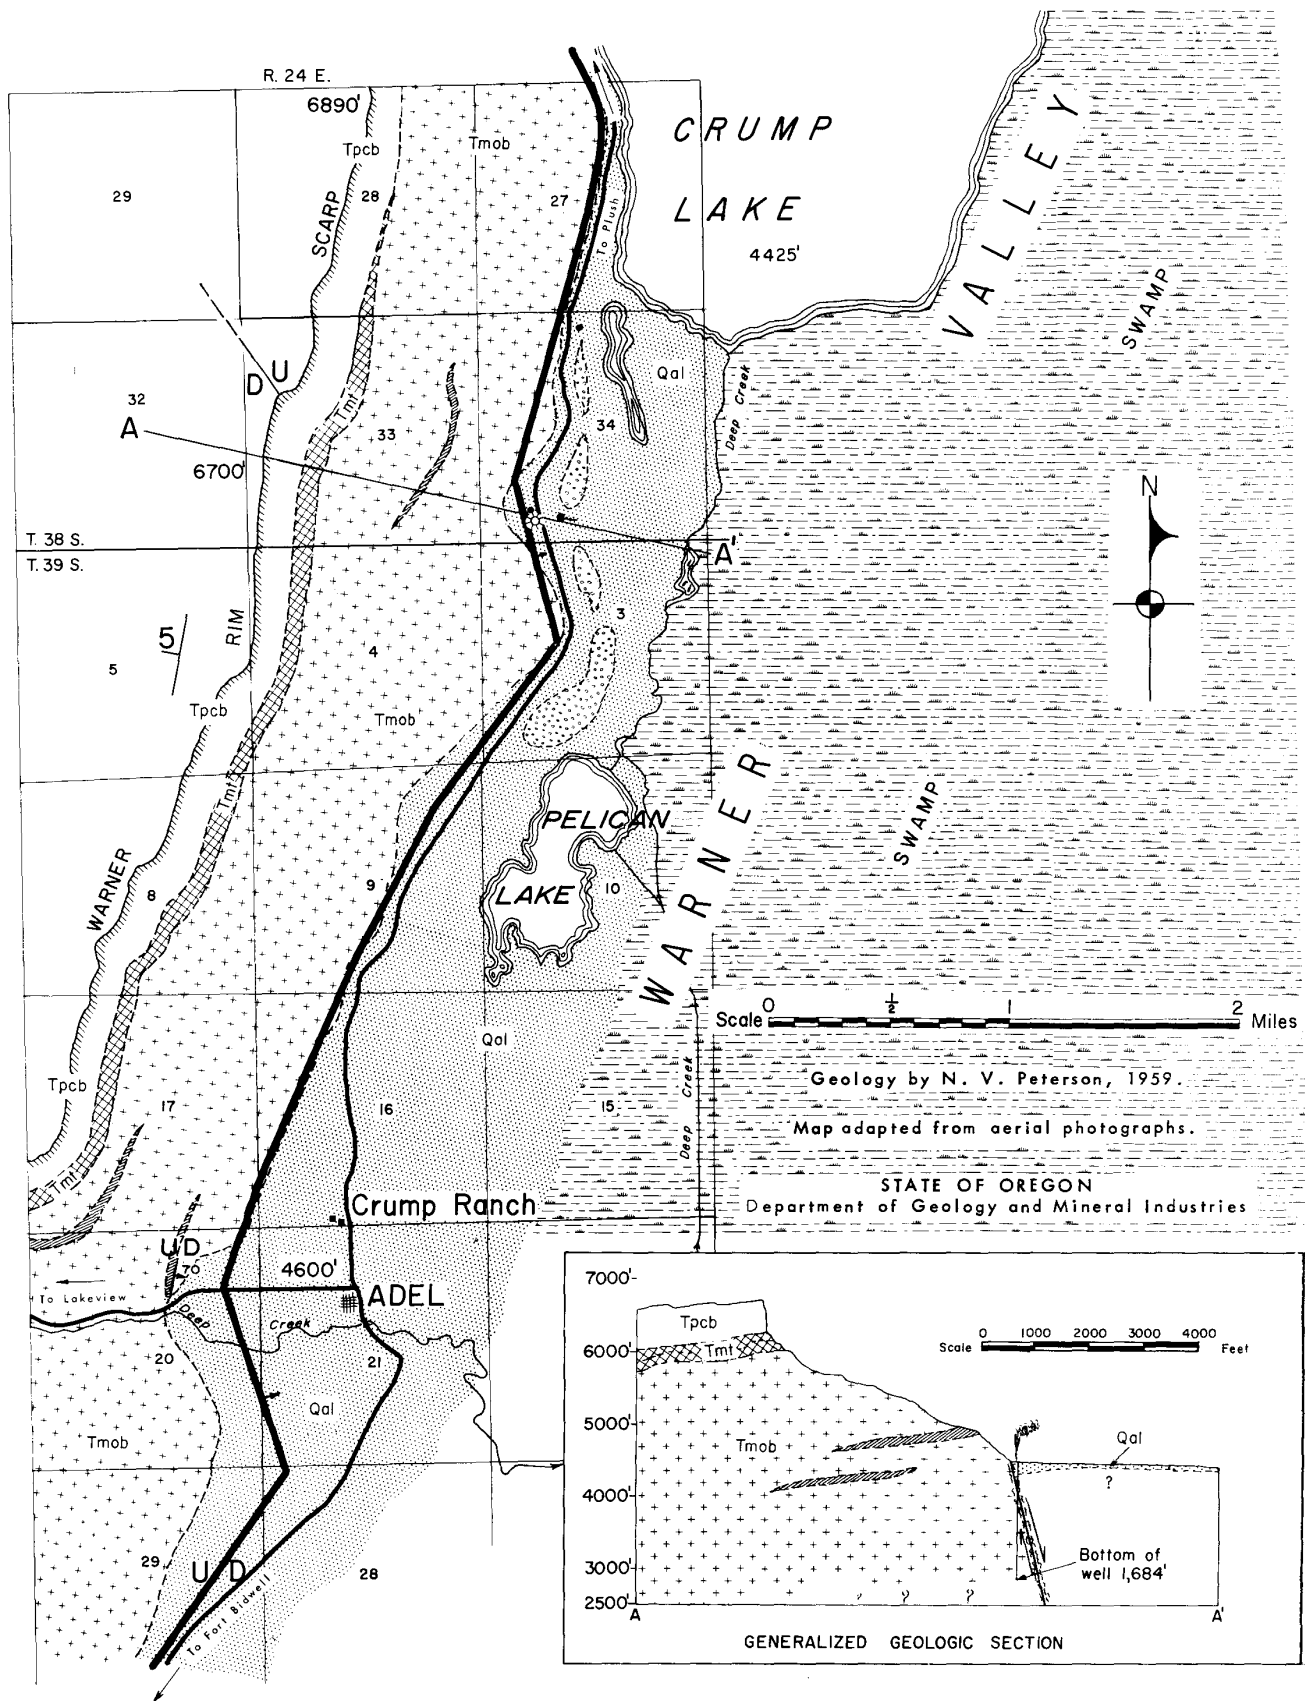 R. 24 E.
6890'
Tpcb
Tmob
CRUMP
LAKE
4425'
VALLEY
SWAMP
29
28
27
SCARP
To Plush
D U
32
A
6700'
33
Tmt
34
Qal
Deep Creek
N
T. 38 S.
T. 39 S.
A'
5
5
RIM
4
3
Tpcb
Tmob
Tmt
PELICAN
LAKE
10
WARNER
SWAMP
WARNER
8
9
Qal
Scale 0 ½ 1 2 Miles
Geology by N. V. Peterson, 1959.
Map adapted from aerial photographs.
STATE OF OREGON
Department of Geology and Mineral Industries
Tpcb
17
16
15
Deep Creek
Tmt
Crump Ranch
U D
70
4600'
ADEL
To Lakeview
Deep Creek
20
21
Qal
Tmob
29
U D
28
To Fort Bidwell
7000'
6000'
5000'
4000'
3000'
2500'
Tpcb
Tmt
Tmob
Scale 0 1000 2000 3000 4000 Feet
Qal
?
Bottom of
well 1,684'
? ? ?
A
A'
GENERALIZED GEOLOGIC SECTION